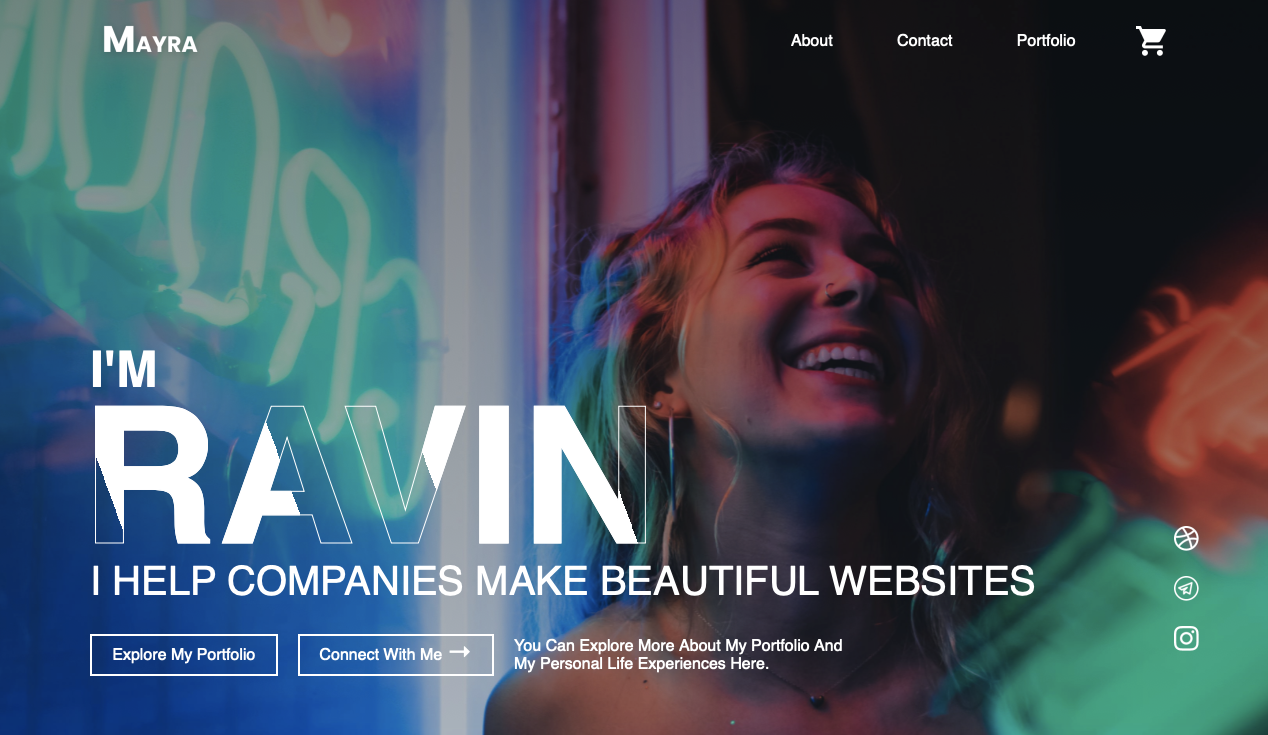 MAYRA
About Contact Portfolio
I'M
RAVIN
I HELP COMPANIES MAKE BEAUTIFUL WEBSITES
Explore My Portfolio
Connect With Me →
You Can Explore More About My Portfolio And
My Personal Life Experiences Here.